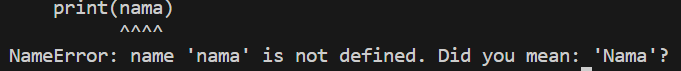 print(nama)
^^^^
NameError: name 'nama' is not defined. Did you mean: 'Nama'?